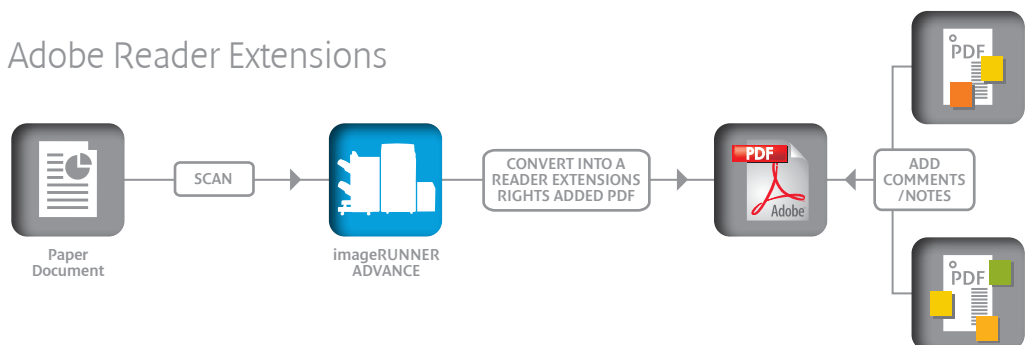 Adobe Reader Extensions
Paper
Document
SCAN
imageRUNNER
ADVANCE
CONVERT INTO A
READER EXTENSIONS
RIGHTS ADDED PDF
PDF
Adobe
ADD
COMMENTS
/NOTES
PDF
PDF